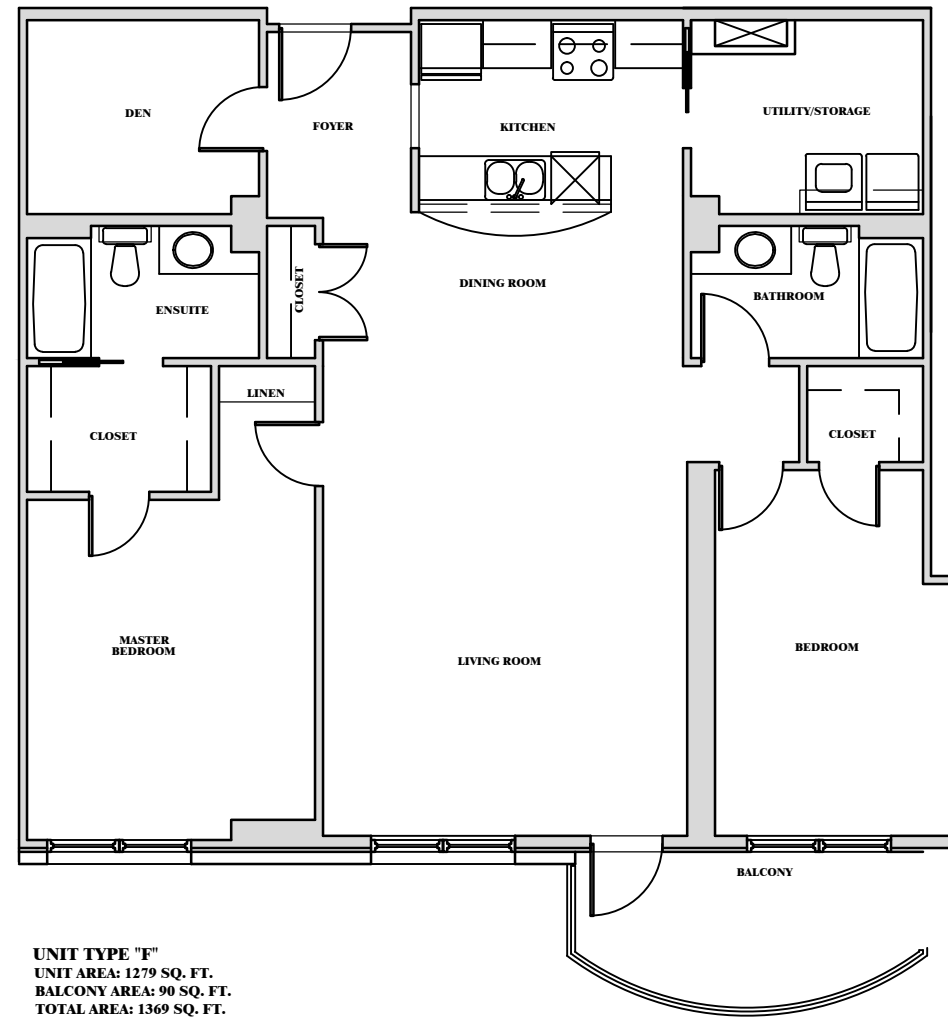 DEN
FOYER
KITCHEN
UTILITY/STORAGE
DINING ROOM
CLOSET
ENSUITE
BATHROOM
LINEN
CLOSET
CLOSET
MASTER
BEDROOM
LIVING ROOM
BEDROOM
BALCONY
UNIT TYPE "F"
UNIT AREA: 1279 SQ. FT.
BALCONY AREA: 90 SQ. FT.
TOTAL AREA: 1369 SQ. FT.